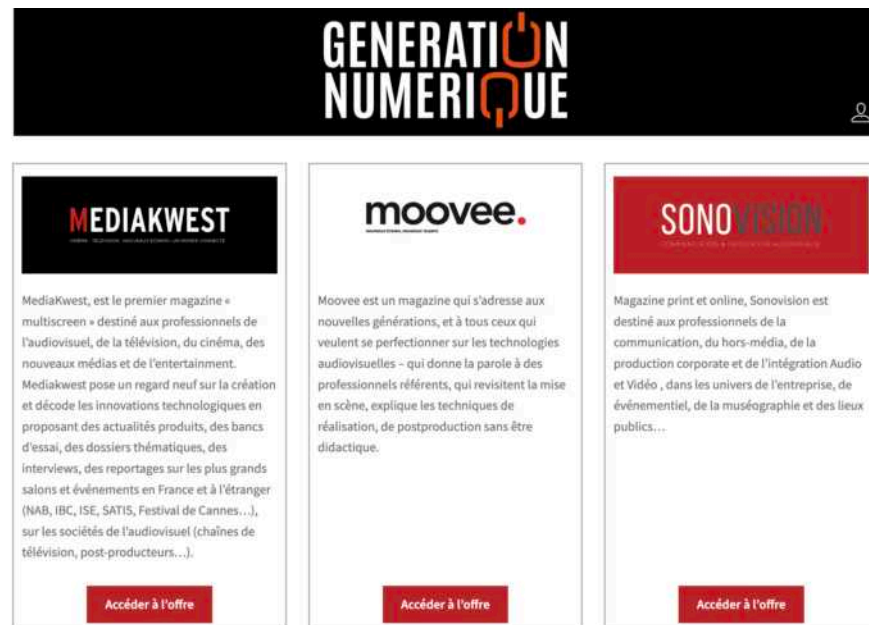 GENERATION
NUMERIQUE
MEDIAKWEST
MediaKwest, est le premier magazine «
multiscreen » destiné aux professionnels de
l'audiovisuel, de la télévision, du cinéma, des
nouveaux médias et de l'entertainment.
Mediakwest pose un regard neuf sur la création
et décode les innovations technologiques en
proposant des actualités produits, des bancs
d'essai, des dossiers thématiques, des
interviews, des reportages sur les plus grands
salons et événements en France et à l'étranger
(NAB, IBC, ISE, SATIS, Festival de Cannes…),
sur les sociétés de l'audiovisuel (chaînes de
télévision, post-producteurs…).
Accéder à l'offre
moovee.
Moovee est un magazine qui s'adresse aux
nouvelles générations, et à tous ceux qui
veulent se perfectionner sur les technologies
audiovisuelles – qui donne la parole à des
professionnels référents, qui revisitent la mise
en scène, explique les techniques de
réalisation, de postproduction sans être
didactique.
Accéder à l'offre
SONOVISION
Magazine print et online, Sonovision est
destiné aux professionnels de la
communication, du hors-média, de la
production corporate et de l'intégration Audio
et Vidéo , dans les univers de l'entreprise, de
événementiel, de la muséographie et des lieux
publics…
Accéder à l'offre